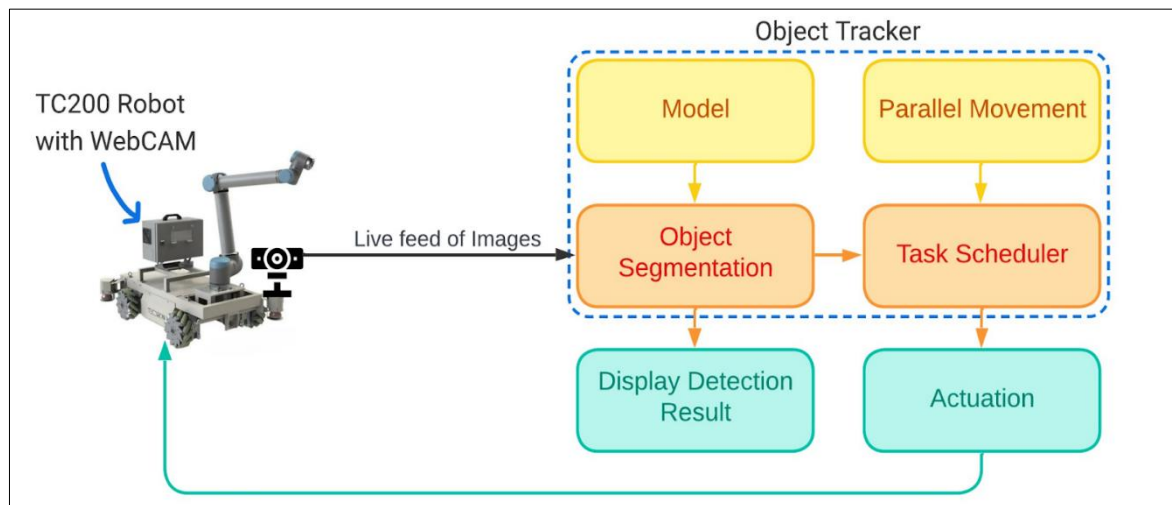 Object Tracker
TC200 Robot
with WebCAM
Model
Parallel Movement
Live feed of Images
Object
Segmentation
Task Scheduler
Display Detection
Result
Actuation